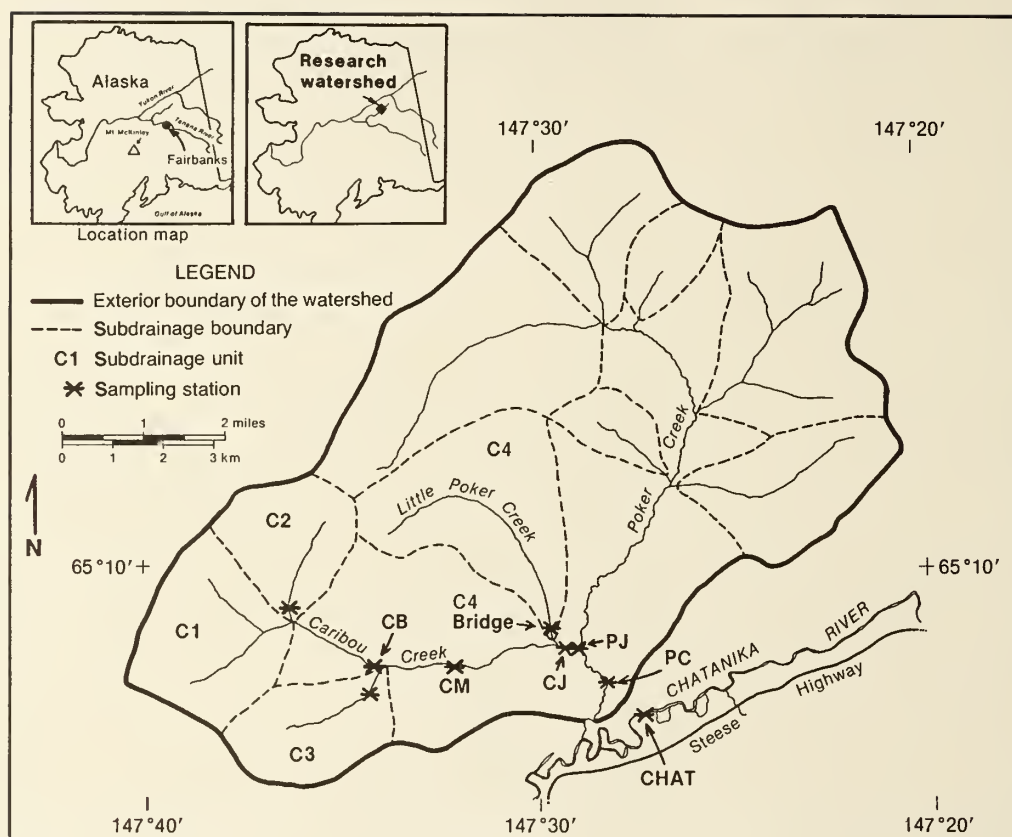 Alaska
Yukon River
Tanana River
Mt McKinley
Fairbanks
Gulf of Alaska
Research
watershed
Location map
LEGEND
Exterior boundary of the watershed
Subdrainage boundary
C1 Subdrainage unit
Sampling station
0 1 2 miles
0 1 2 3 km
N
147°30′
147°20′
C4
Little Poker Creek
Poker Creek
C2
65°10′+
+65°10′
C1
Caribou Creek
CB
C4
Bridge
CM
CJ
PJ
PC
CHATANIKA RIVER
Steese Highway
C3
CHAT
147°40′
147°30′
147°20′